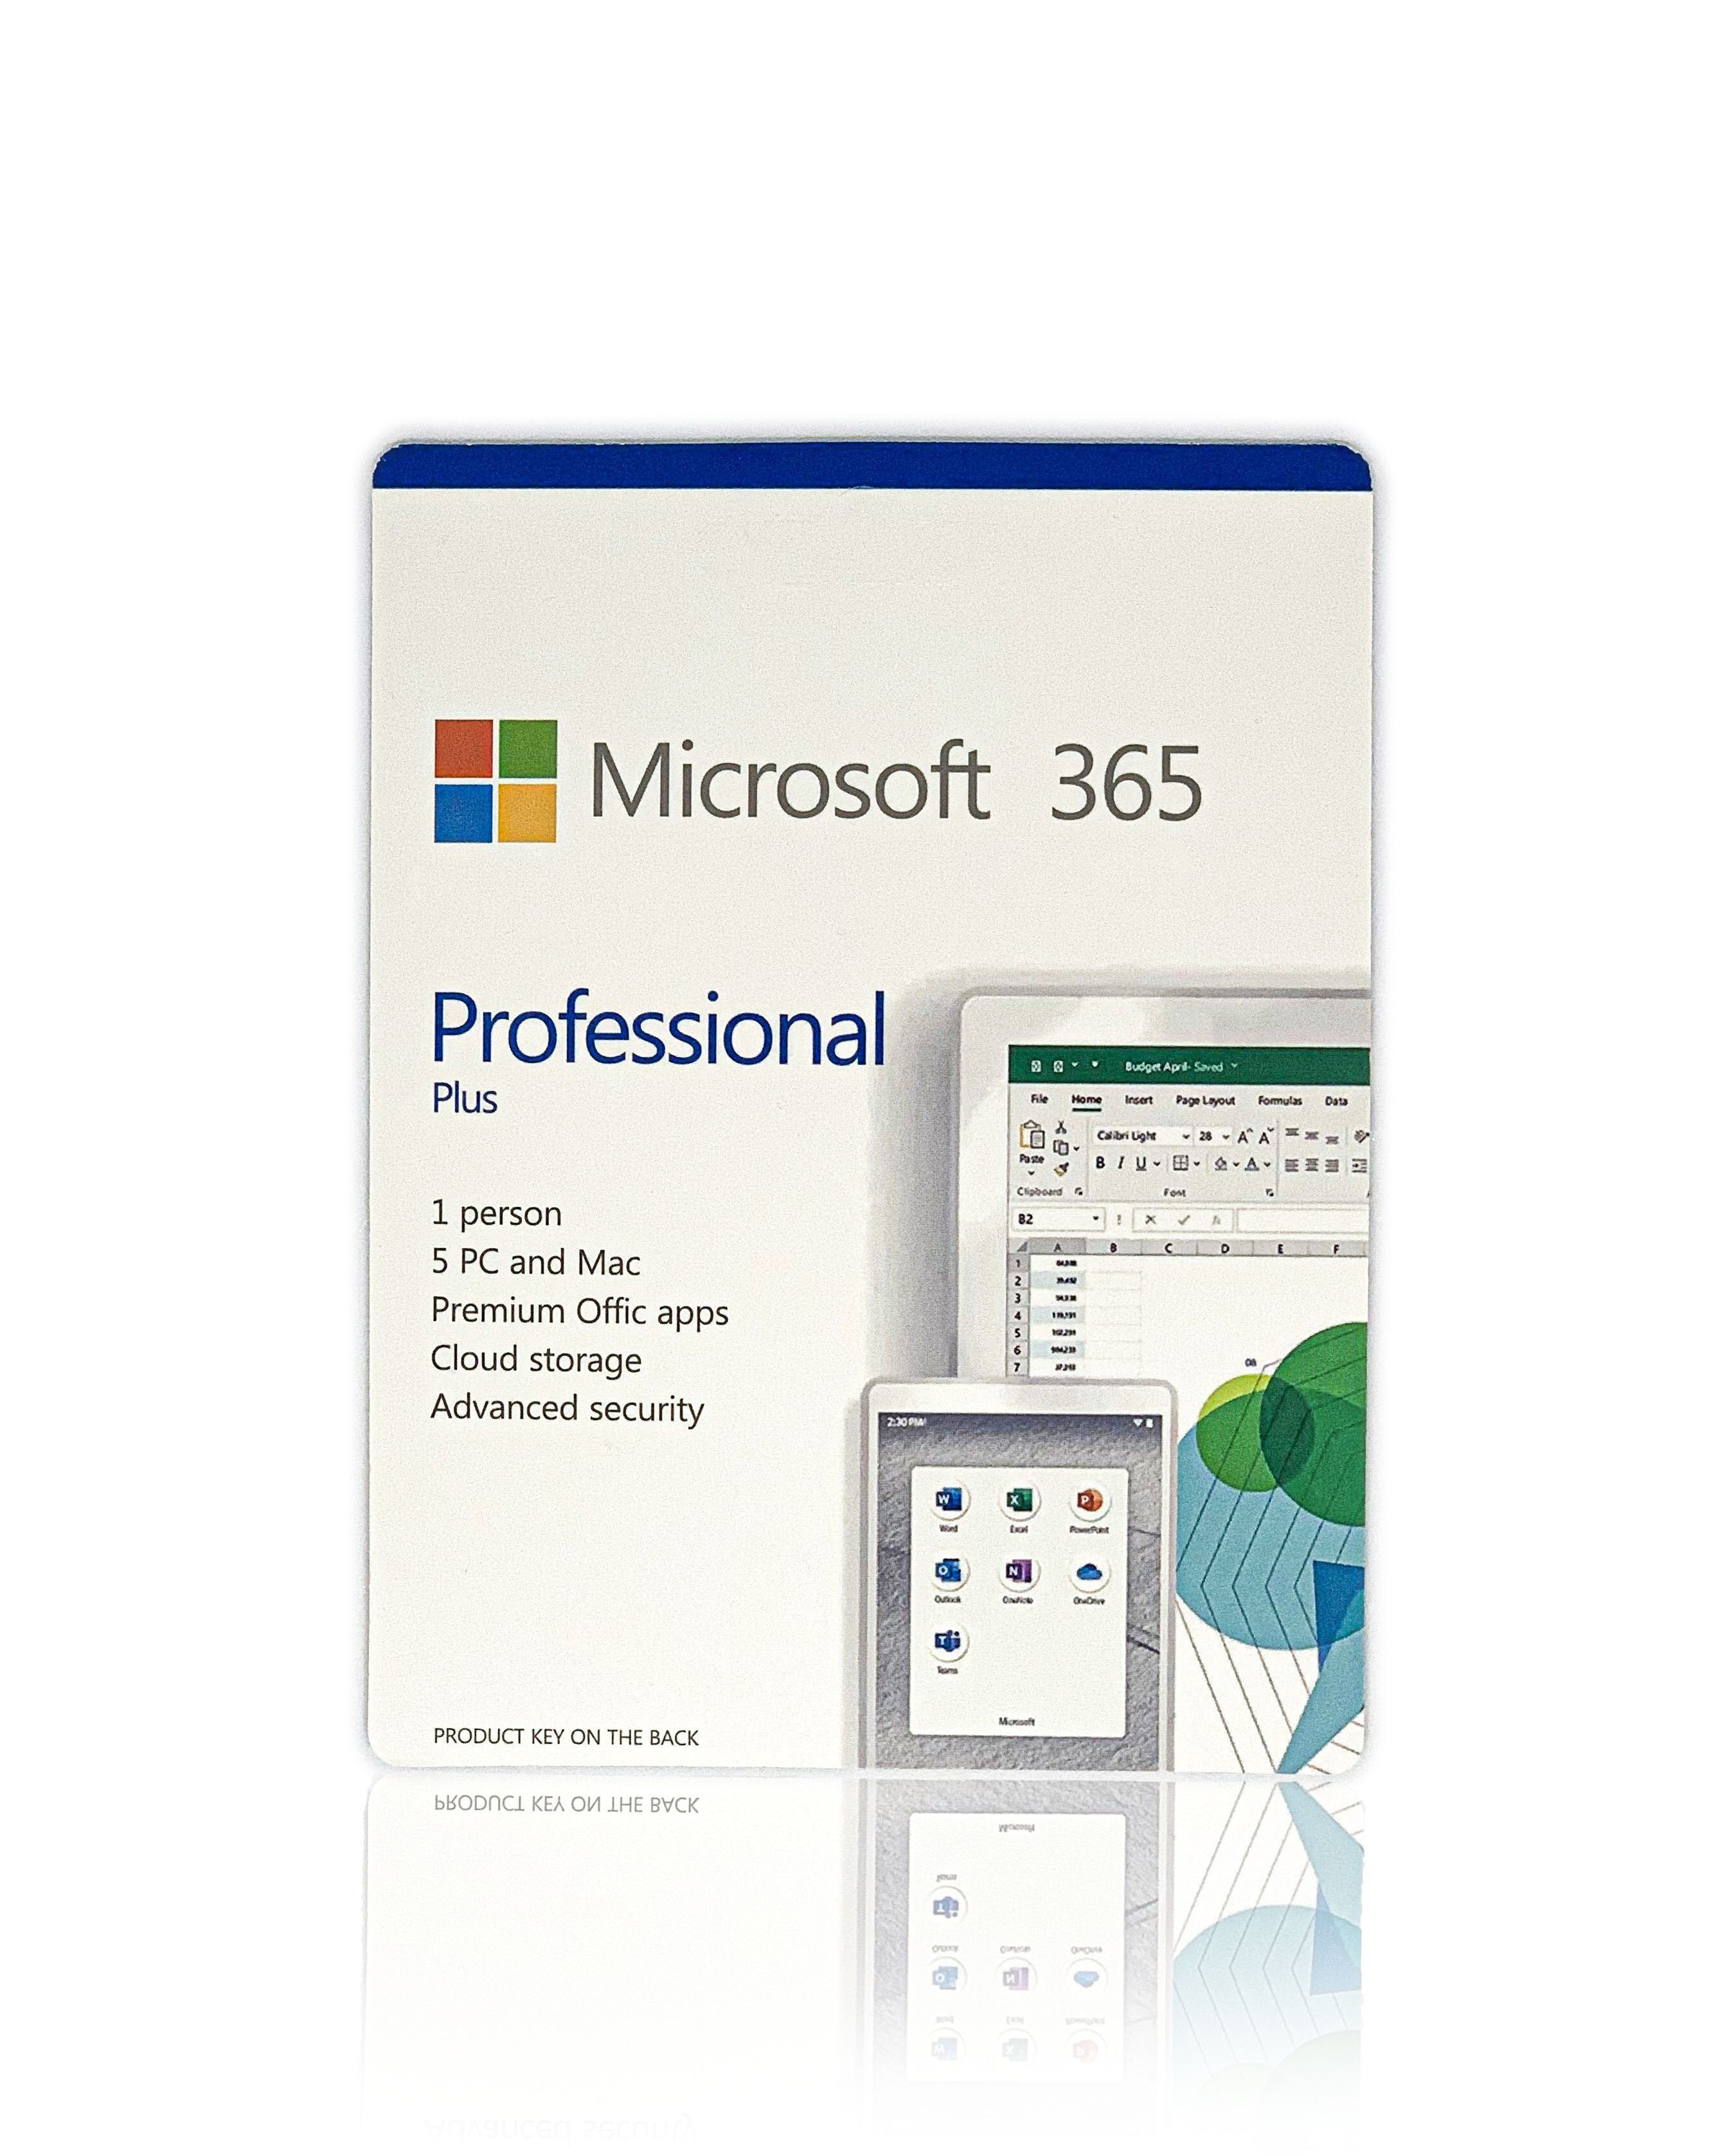 Microsoft 365
Professional
Plus
1 person
5 PC and Mac
Premium Offic apps
Cloud storage
Advanced security
PRODUCT KEY ON THE BACK
Budget April- Saved
File Home Insert Page Layout Formulas Data
Calibri Light 28 A A
Paste B I U A
Clipboard Font
B2
A B C D E F
1
2
3
4
5
6
7
2:30 PM
Word Excel PowerPoint
Outlook OneNote OneDrive
Teams
Microsoft